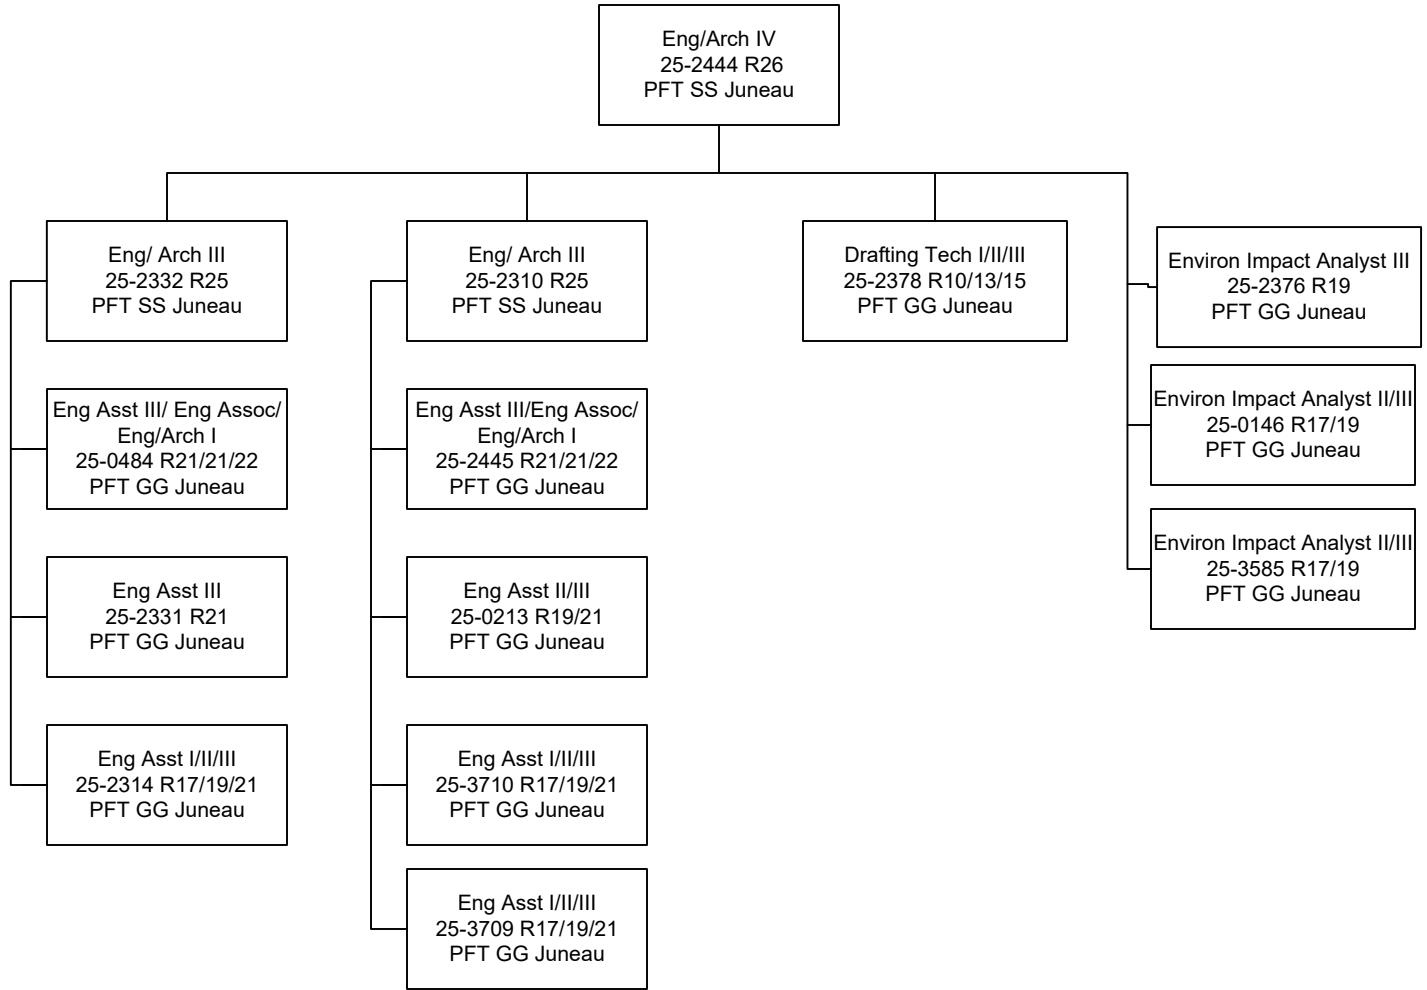 Eng/Arch IV
25-2444 R26
PFT SS Juneau
Eng/ Arch III
25-2332 R25
PFT SS Juneau
Eng Asst III/ Eng Assoc/
Eng/Arch I
25-0484 R21/21/22
PFT GG Juneau
Eng Asst III
25-2331 R21
PFT GG Juneau
Eng Asst I/II/III
25-2314 R17/19/21
PFT GG Juneau
Eng/ Arch III
25-2310 R25
PFT SS Juneau
Eng Asst III/Eng Assoc/
Eng/Arch I
25-2445 R21/21/22
PFT GG Juneau
Eng Asst II/III
25-0213 R19/21
PFT GG Juneau
Eng Asst I/II/III
25-3710 R17/19/21
PFT GG Juneau
Eng Asst I/II/III
25-3709 R17/19/21
PFT GG Juneau
Drafting Tech I/II/III
25-2378 R10/13/15
PFT GG Juneau
Environ Impact Analyst III
25-2376 R19
PFT GG Juneau
Environ Impact Analyst II/III
25-0146 R17/19
PFT GG Juneau
Environ Impact Analyst II/III
25-3585 R17/19
PFT GG Juneau